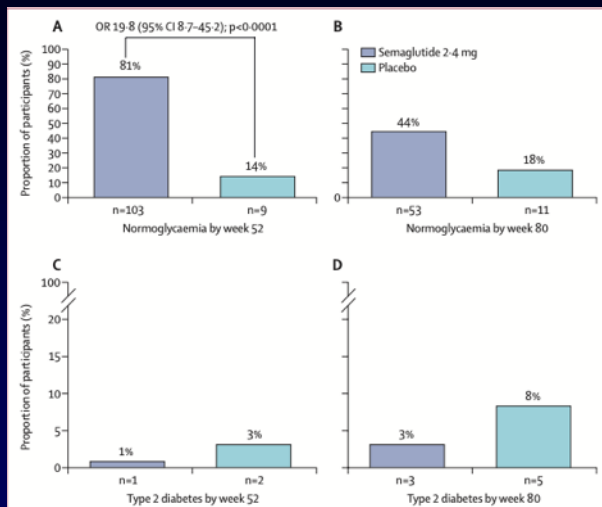 A
OR 19·8 (95% CI 8·7–45·2); p<0·0001
Proportion of participants (%)
100
90
80
70
60
50
40
30
20
10
0
81%
14%
n=103
n=9
Normoglycaemia by week 52
B
Semaglutide 2·4 mg
Placebo
44%
18%
n=53
n=11
Normoglycaemia by week 80
C
Proportion of participants (%)
100
20
15
10
5
0
1%
3%
n=1
n=2
Type 2 diabetes by week 52
D
3%
8%
n=3
n=5
Type 2 diabetes by week 80